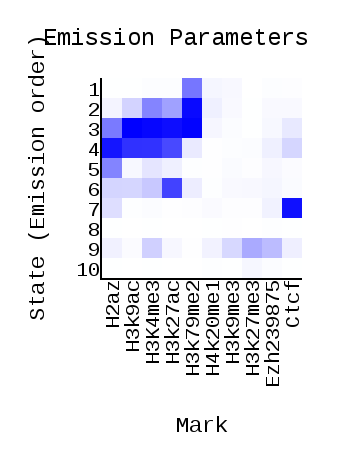 Emission Parameters
State (Emission order)
1
2
3
4
5
6
7
8
9
10
H2az
H3k9ac
H3K4me3
H3k27ac
H3k79me2
H4k20me1
H3k9me3
H3k27me3
Ezh239875
Ctcf
Mark